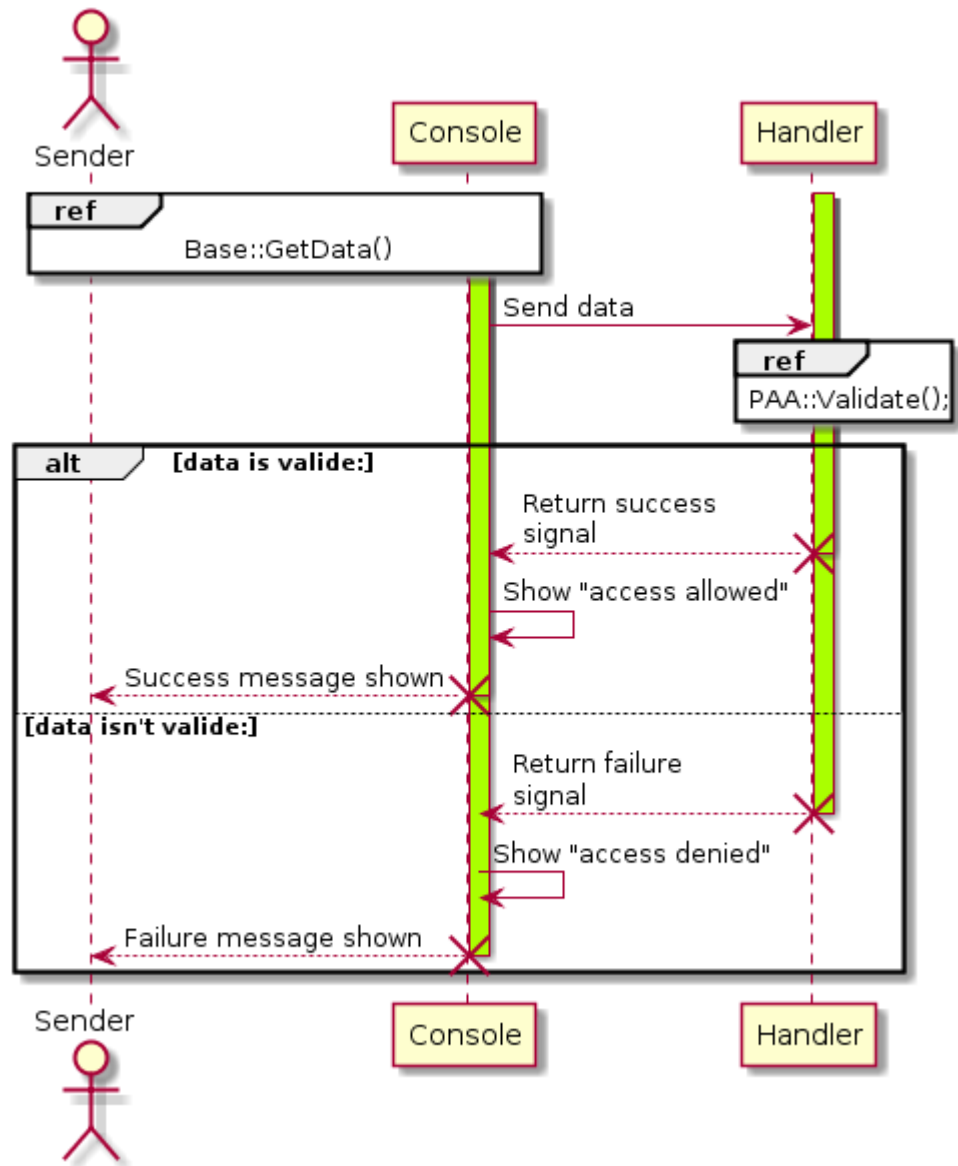 Sender
Console
Handler
ref
Base::GetData()
Send data
ref
PAA::Validate();
alt
[data is valide:]
Return success
signal
Show "access allowed"
Success message shown
[data isn't valide:]
Return failure
signal
Show "access denied"
Failure message shown
Sender
Console
Handler